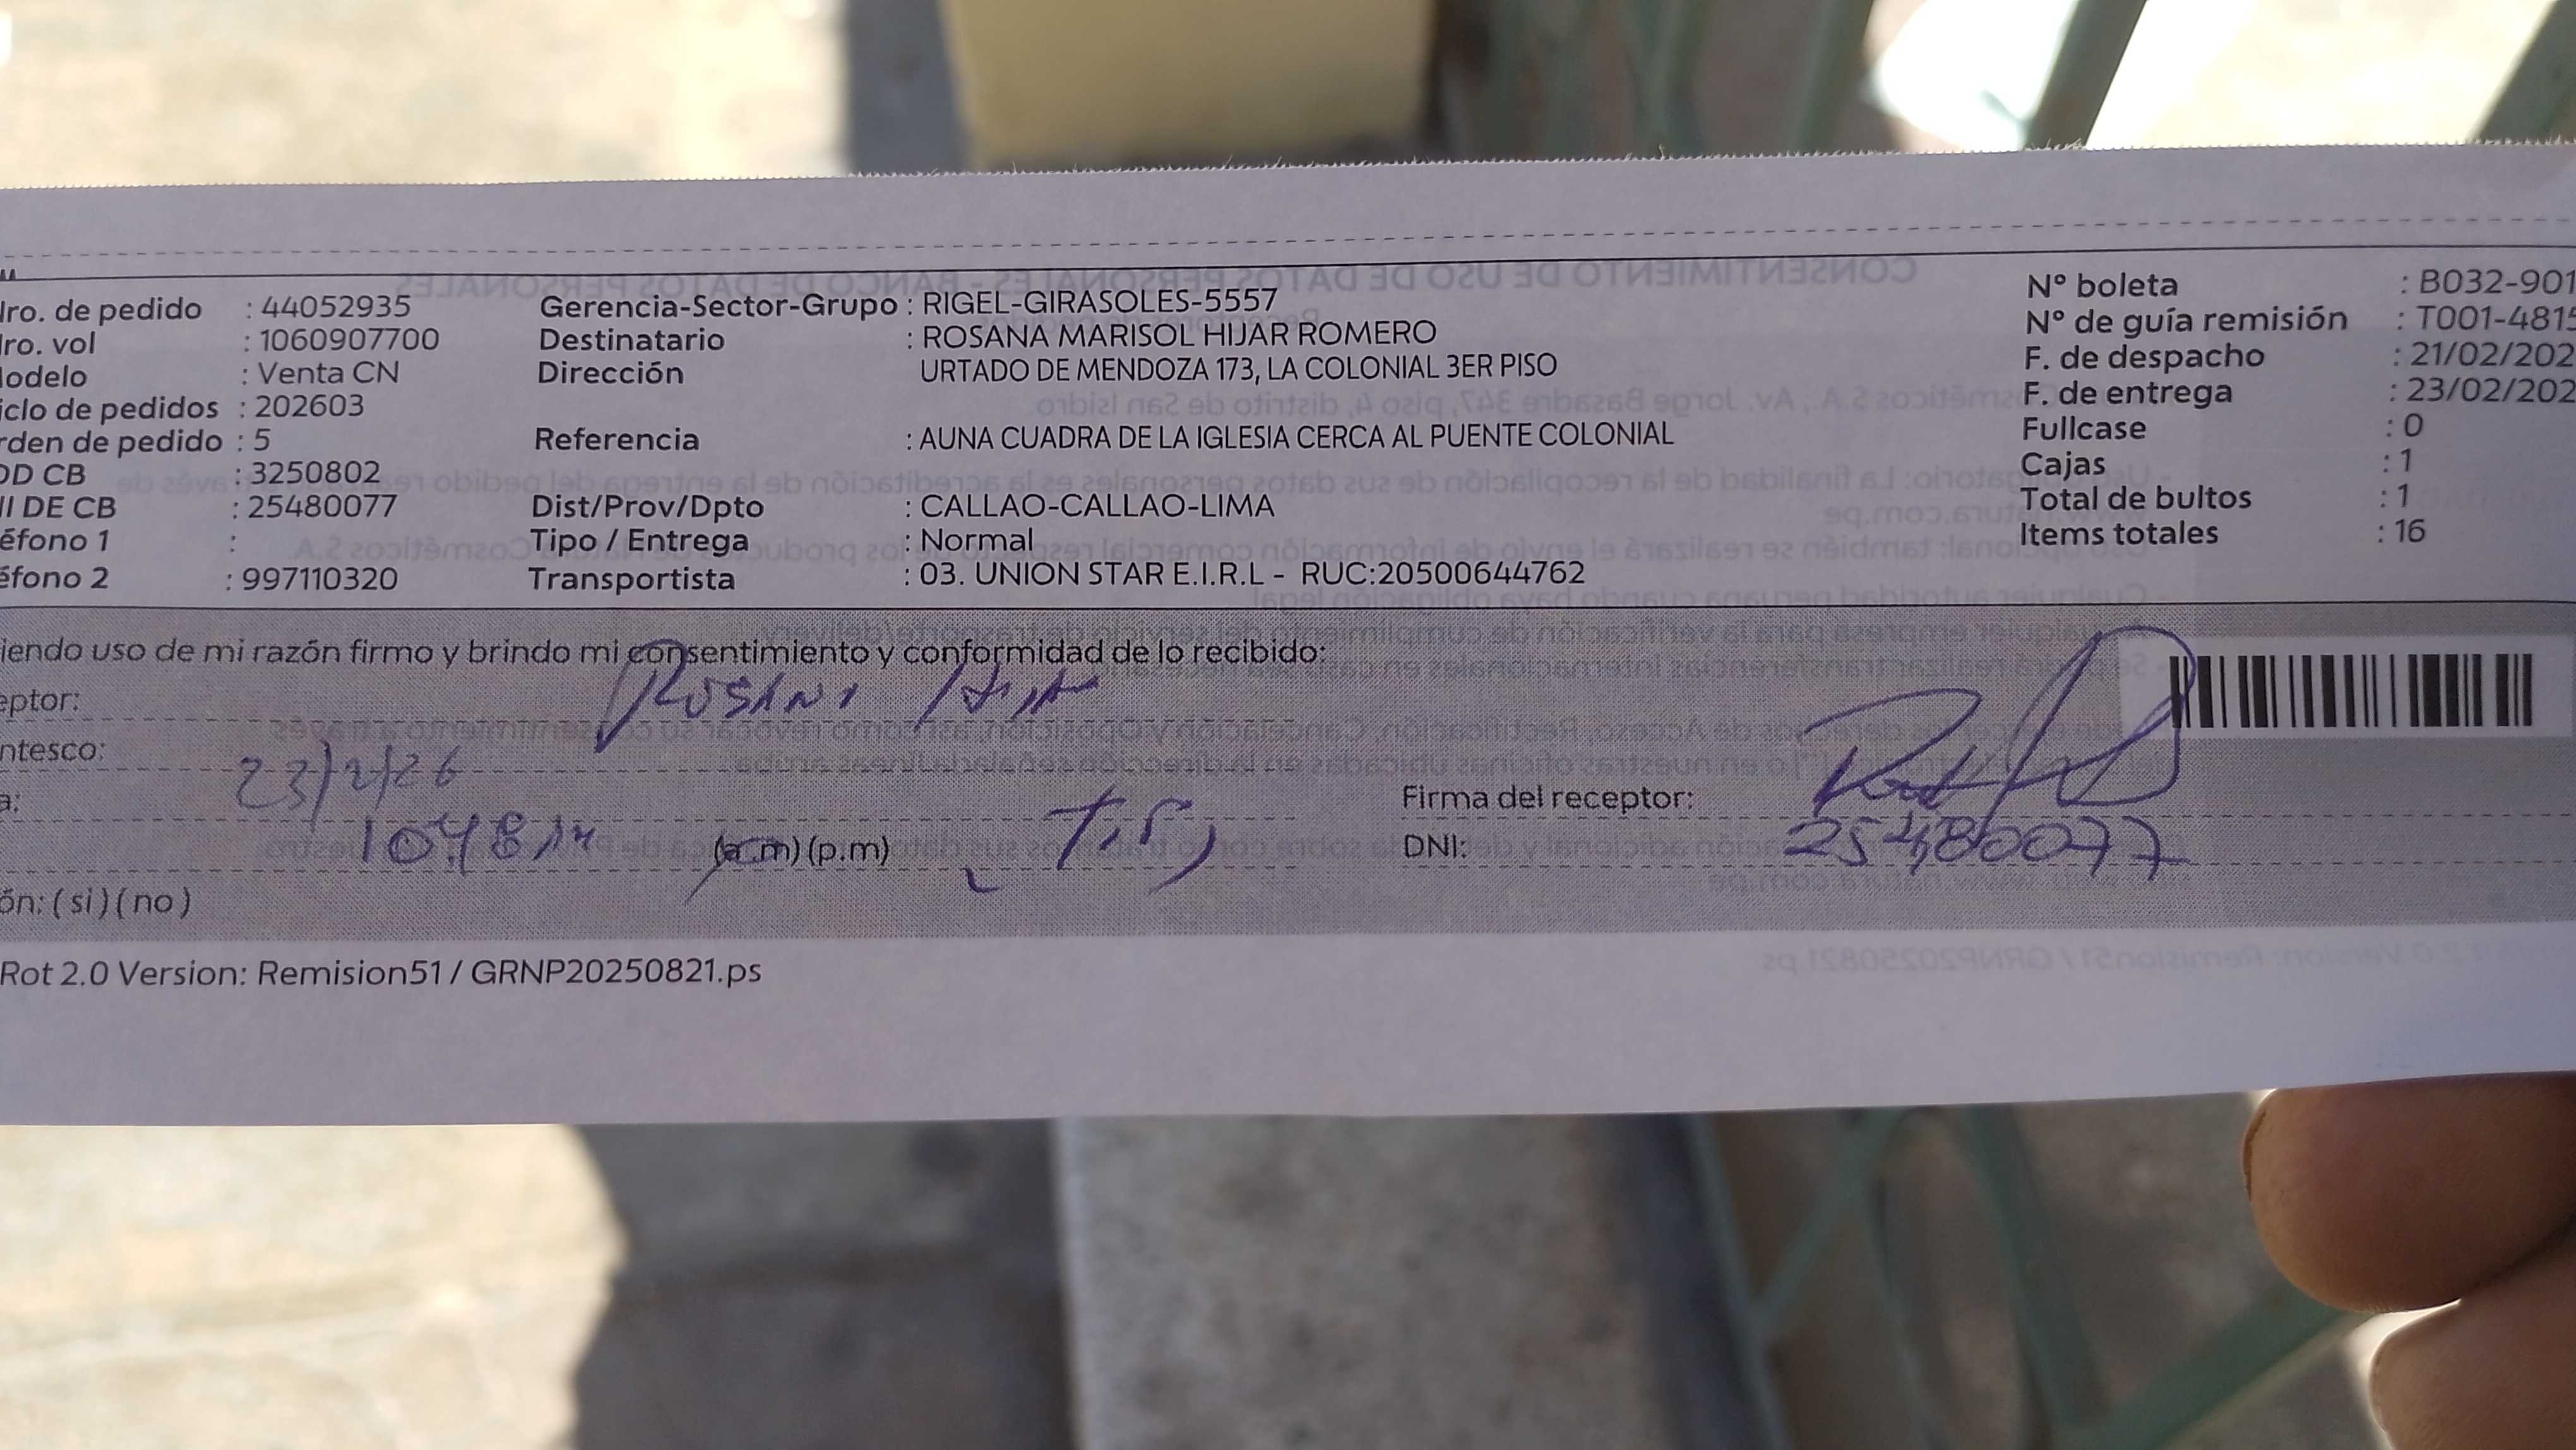 Nro. de pedido : 44052935 Gerencia-Sector-Grupo : RIGEL-GIRASOLES-5557 Nº boleta : B032-901
Nro. vol : 1060907700 Destinatario : ROSANA MARISOL HIJAR ROMERO Nº de guía remisión : T001-4815
Modelo : Venta CN Dirección URTADO DE MENDOZA 173, LA COLONIAL 3ER PISO F. de despacho : 21/02/202
iclo de pedidos : 202603 F. de entrega : 23/02/202
rden de pedido : 5 Referencia : AUNA CUADRA DE LA IGLESIA CERCA AL PUENTE COLONIAL Fullcase : 0
OD CB : 3250802 Cajas : 1
NI DE CB : 25480077 Dist/Prov/Dpto : CALLAO-CALLAO-LIMA Total de bultos : 1
éfono 1 : Tipo / Entrega : Normal Items totales : 16
éfono 2 : 997110320 Transportista : 03. UNION STAR E.I.R.L - RUC:20500644762
iendo uso de mi razón firmo y brindo mi consentimiento y conformidad de lo recibido:
eptor: ROSANA
ntesco:
a: 23/2/26
Firma del receptor:
(a.m) (p.m) DNI: 25480077
ón: ( si ) ( no )
Rot 2.0 Version: Remision51 / GRNP20250821.ps